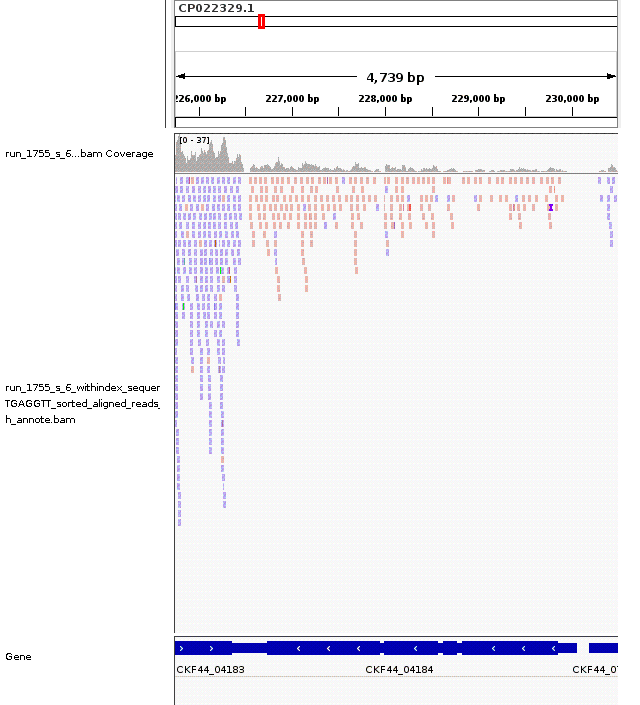 CP022329.1
4,739 bp
226,000 bp 227,000 bp 228,000 bp 229,000 bp 230,000 bp
[0 - 37]
run_1755_s_6...bam Coverage
run_1755_s_6_withindex_sequer
TGAGGTT_sorted_aligned_reads_
h_annote.bam
Gene
CKF44_04183 CKF44_04184 CKF44_0